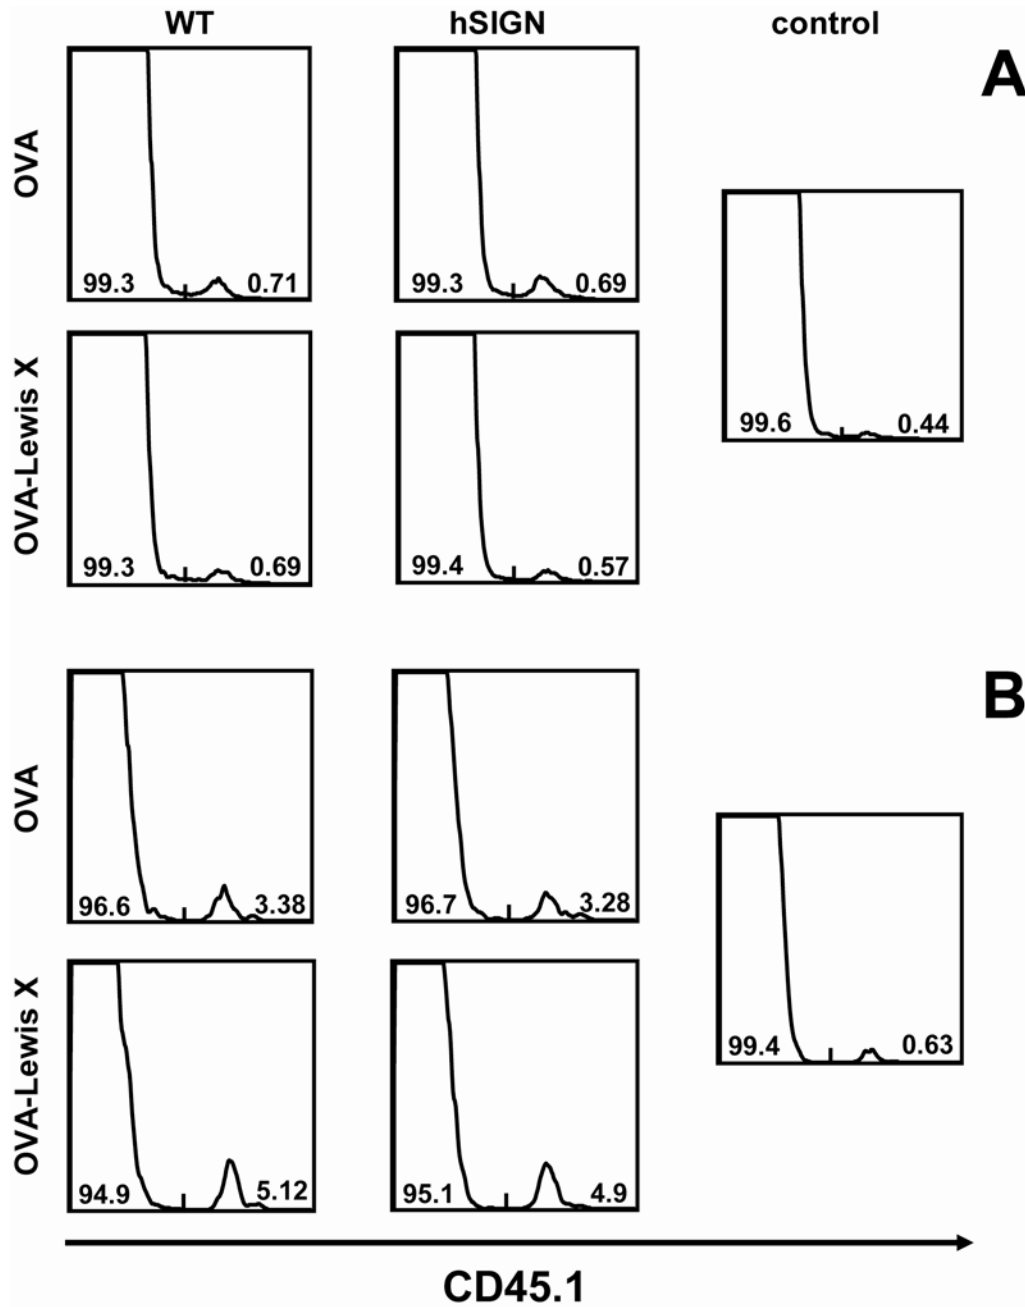 WT hSIGN control
A
OVA
99.3 0.71
99.3 0.69
OVA-Lewis X
99.3 0.69
99.4 0.57
99.6 0.44
B
OVA
96.6 3.38
96.7 3.28
OVA-Lewis X
94.9 5.12
95.1 4.9
99.4 0.63
CD45.1